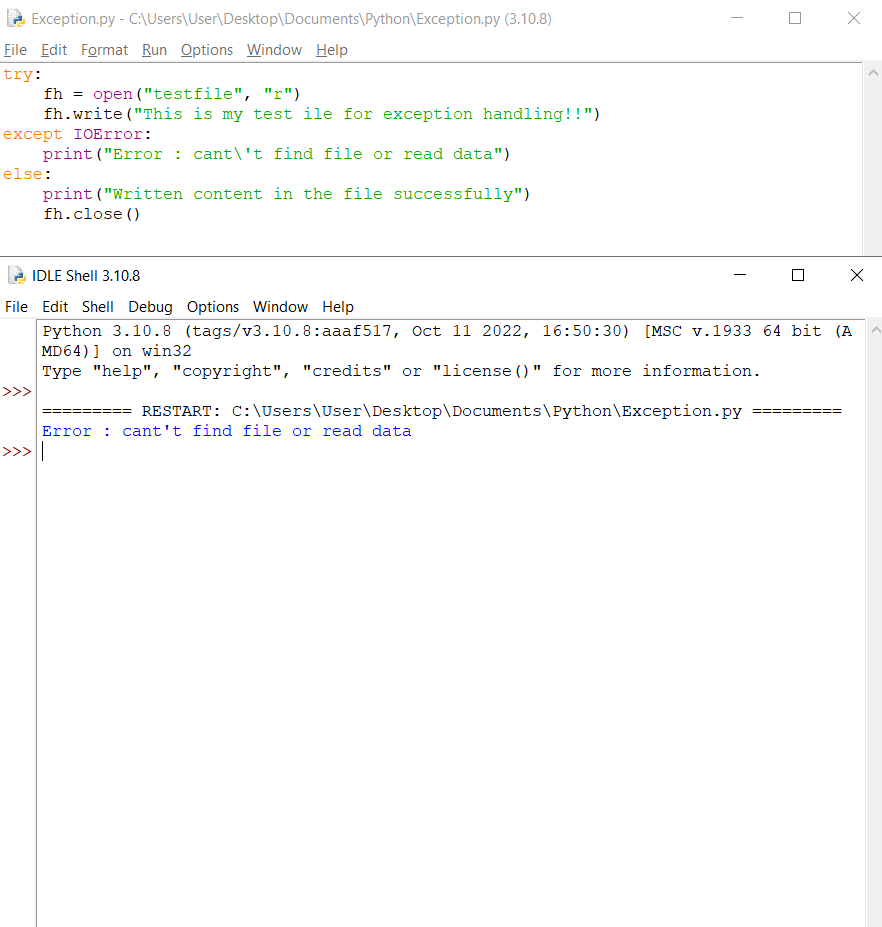 Exception.py - C:\Users\User\Desktop\Documents\Python\Exception.py (3.10.8)
File Edit Format Run Options Window Help
try:
    fh = open("testfile", "r")
    fh.write("This is my test ile for exception handling!!")
except IOError:
    print("Error : cant\'t find file or read data")
else:
    print("Written content in the file successfully")
    fh.close()
IDLE Shell 3.10.8
File Edit Shell Debug Options Window Help
Python 3.10.8 (tags/v3.10.8:aaaf517, Oct 11 2022, 16:50:30) [MSC v.1933 64 bit (A
MD64)] on win32
Type "help", "copyright", "credits" or "license()" for more information.
>>>
========= RESTART: C:\Users\User\Desktop\Documents\Python\Exception.py =========
Error : cant't find file or read data
>>>